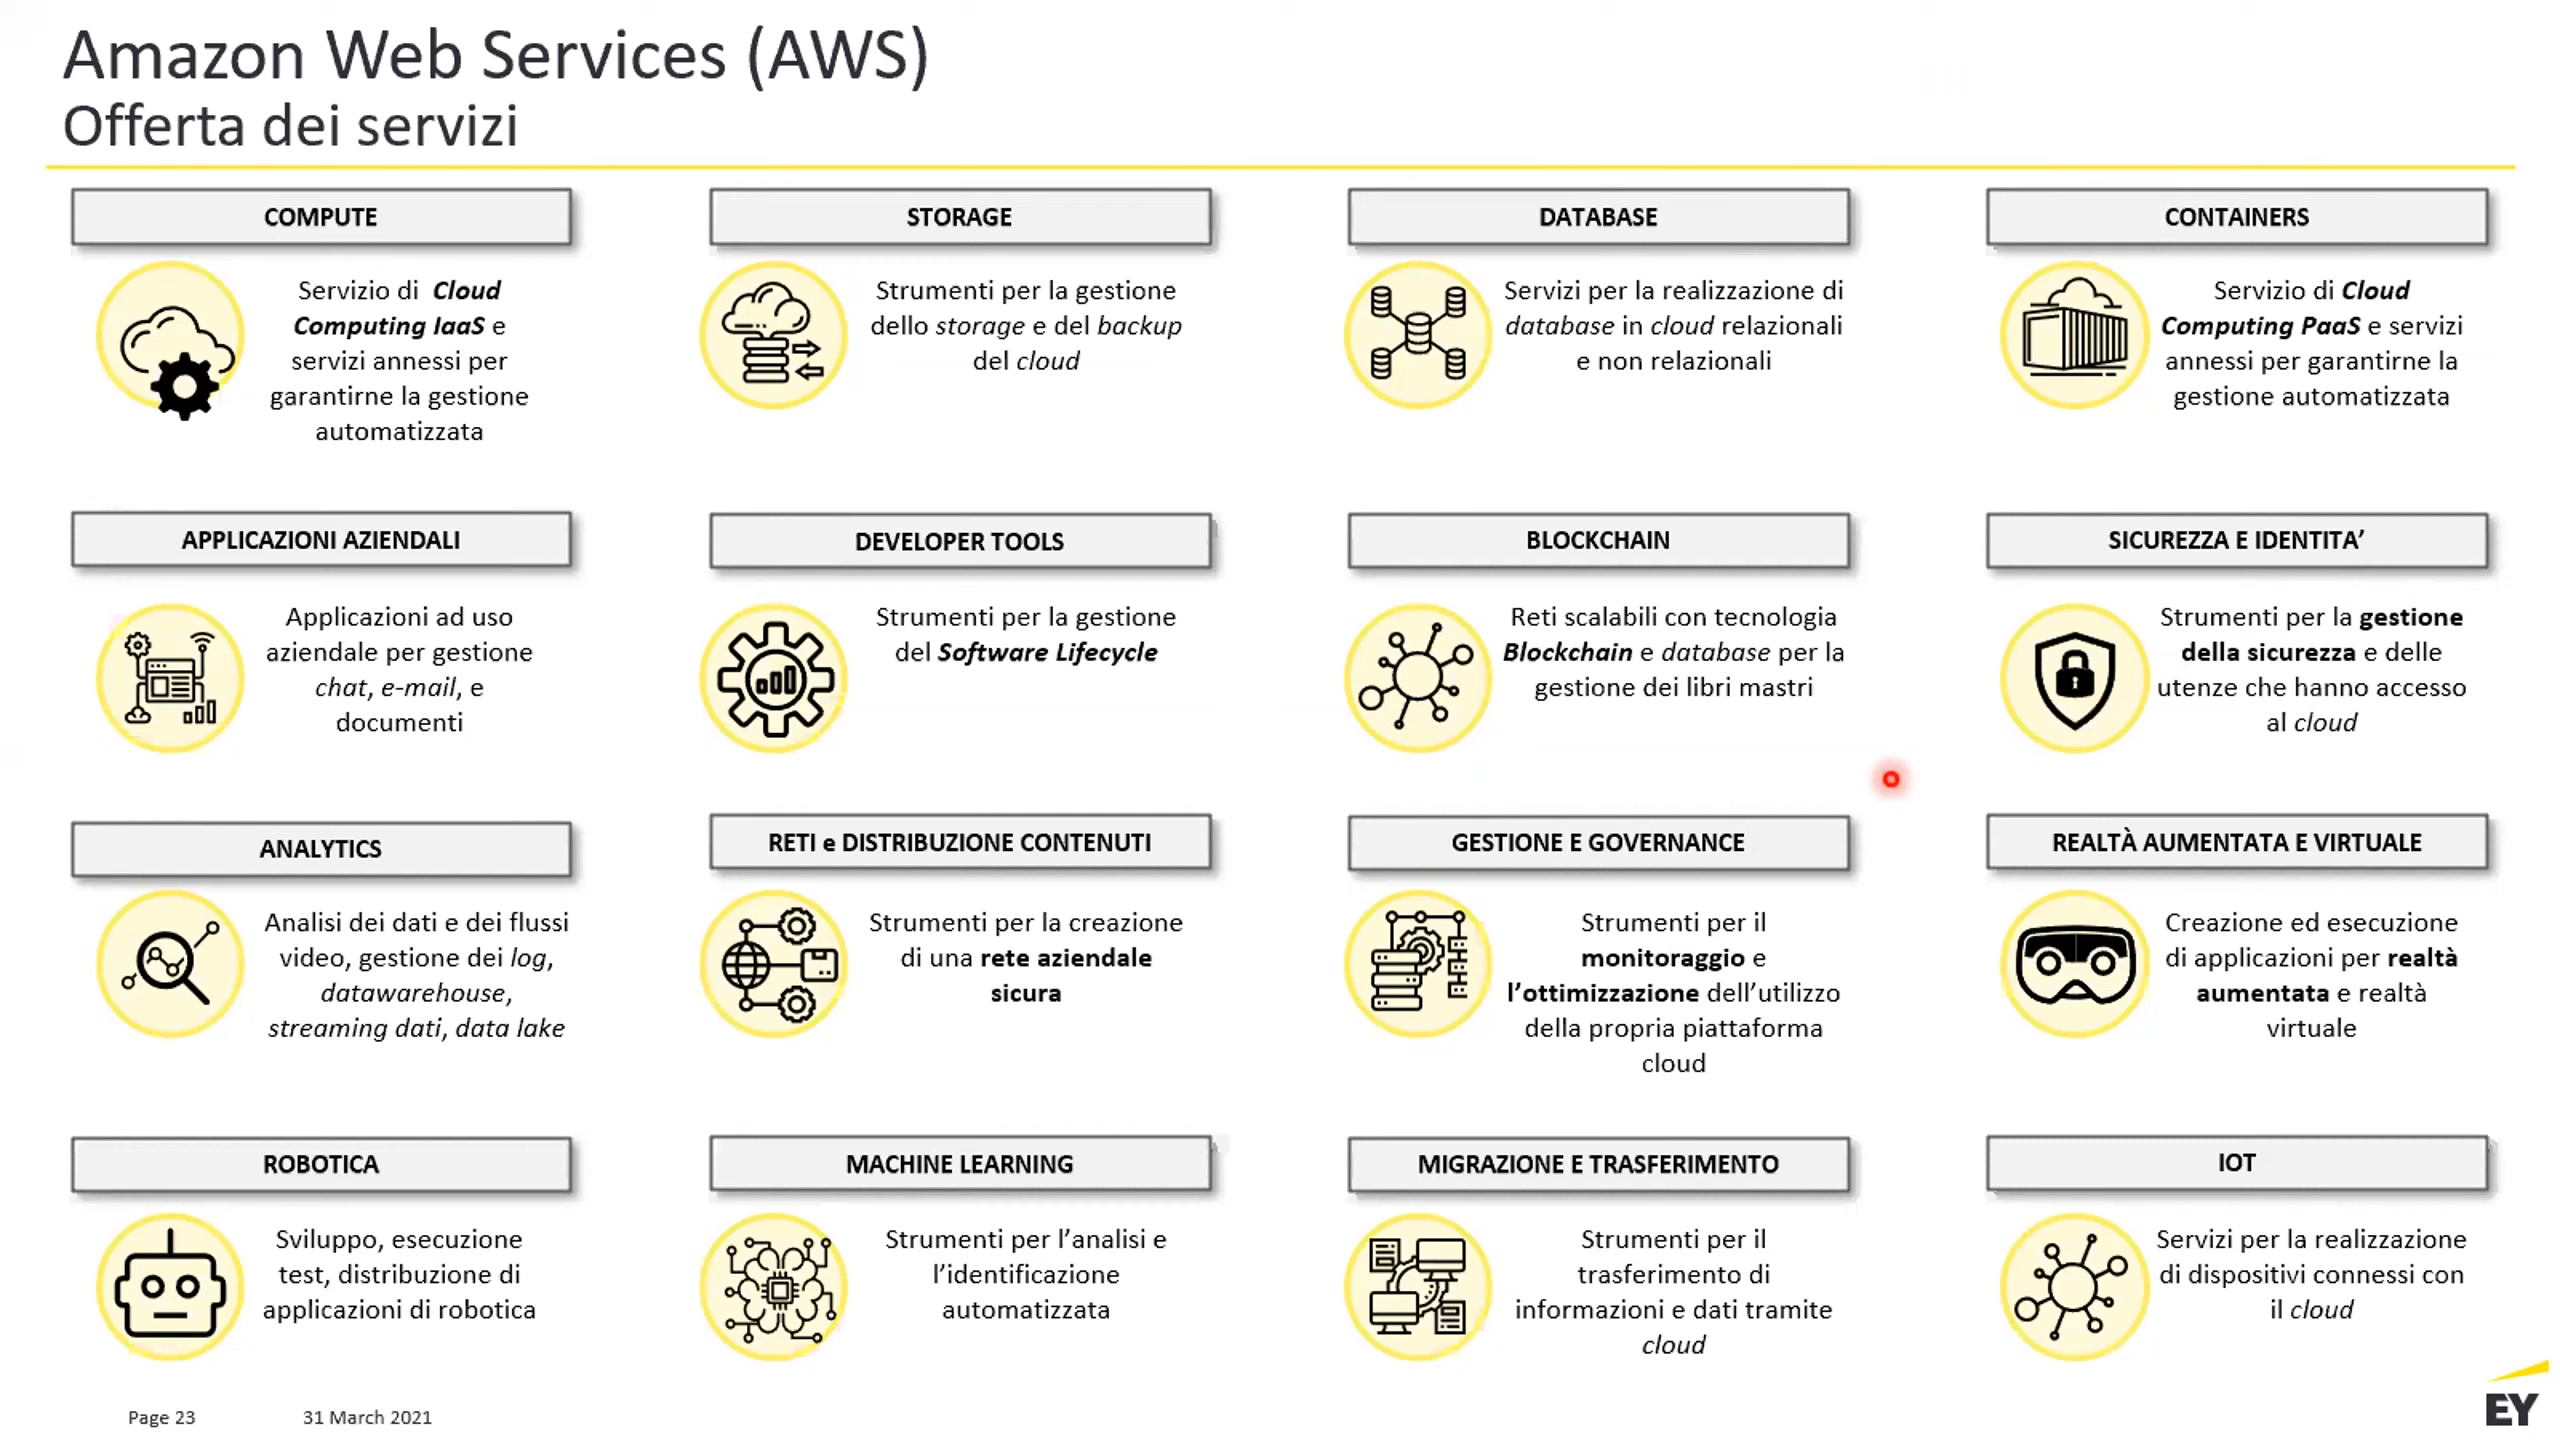 Amazon Web Services (AWS)
Offerta dei servizi
COMPUTE
Servizio di Cloud
Computing IaaS e
servizi annessi per
garantirne la gestione
automatizzata
STORAGE
Strumenti per la gestione
dello storage e del backup
del cloud
DATABASE
Servizi per la realizzazione di
database in cloud relazionali
e non relazionali
CONTAINERS
Servizio di Cloud
Computing PaaS e servizi
annessi per garantirne la
gestione automatizzata
APPLICAZIONI AZIENDALI
Applicazioni ad uso
aziendale per gestione
chat, e-mail, e
documenti
DEVELOPER TOOLS
Strumenti per la gestione
del Software Lifecycle
BLOCKCHAIN
Reti scalabili con tecnologia
Blockchain e database per la
gestione dei libri mastri
SICUREZZA E IDENTITA’
Strumenti per la gestione
della sicurezza e delle
utenze che hanno accesso
al cloud
ANALYTICS
Analisi dei dati e dei flussi
video, gestione dei log,
datawarehouse,
streaming dati, data lake
RETI e DISTRIBUZIONE CONTENUTI
Strumenti per la creazione
di una rete aziendale
sicura
GESTIONE E GOVERNANCE
Strumenti per il
monitoraggio e
l’ottimizzazione dell’utilizzo
della propria piattaforma
cloud
REALTÀ AUMENTATA E VIRTUALE
Creazione ed esecuzione
di applicazioni per realtà
aumentata e realtà
virtuale
ROBOTICA
Sviluppo, esecuzione
test, distribuzione di
applicazioni di robotica
MACHINE LEARNING
Strumenti per l’analisi e
l’identificazione
automatizzata
MIGRAZIONE E TRASFERIMENTO
Strumenti per il
trasferimento di
informazioni e dati tramite
cloud
IOT
Servizi per la realizzazione
di dispositivi connessi con
il cloud
Page 23
31 March 2021
EY